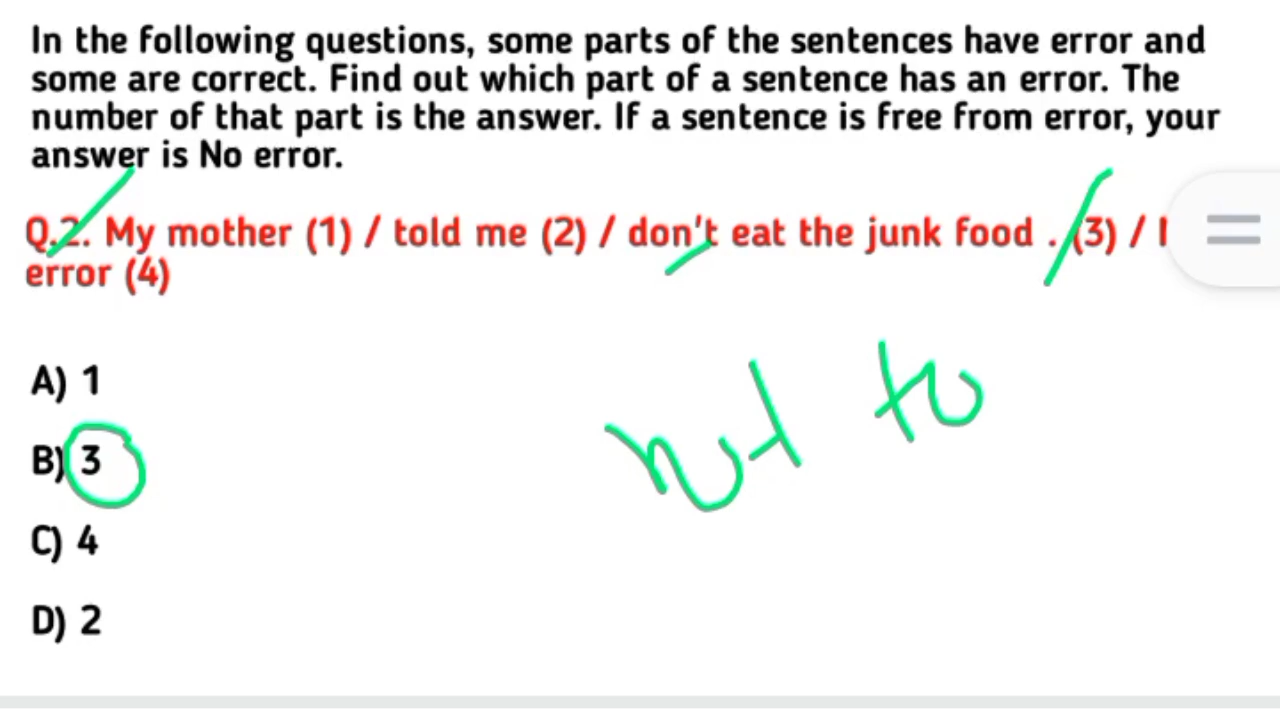 In the following questions, some parts of the sentences have error and
some are correct. Find out which part of a sentence has an error. The
number of that part is the answer. If a sentence is free from error, your
answer is No error.
Q.2. My mother (1) / told me (2) / don't eat the junk food . (3) /
error (4)
A) 1
B) 3
not to
C) 4
D) 2